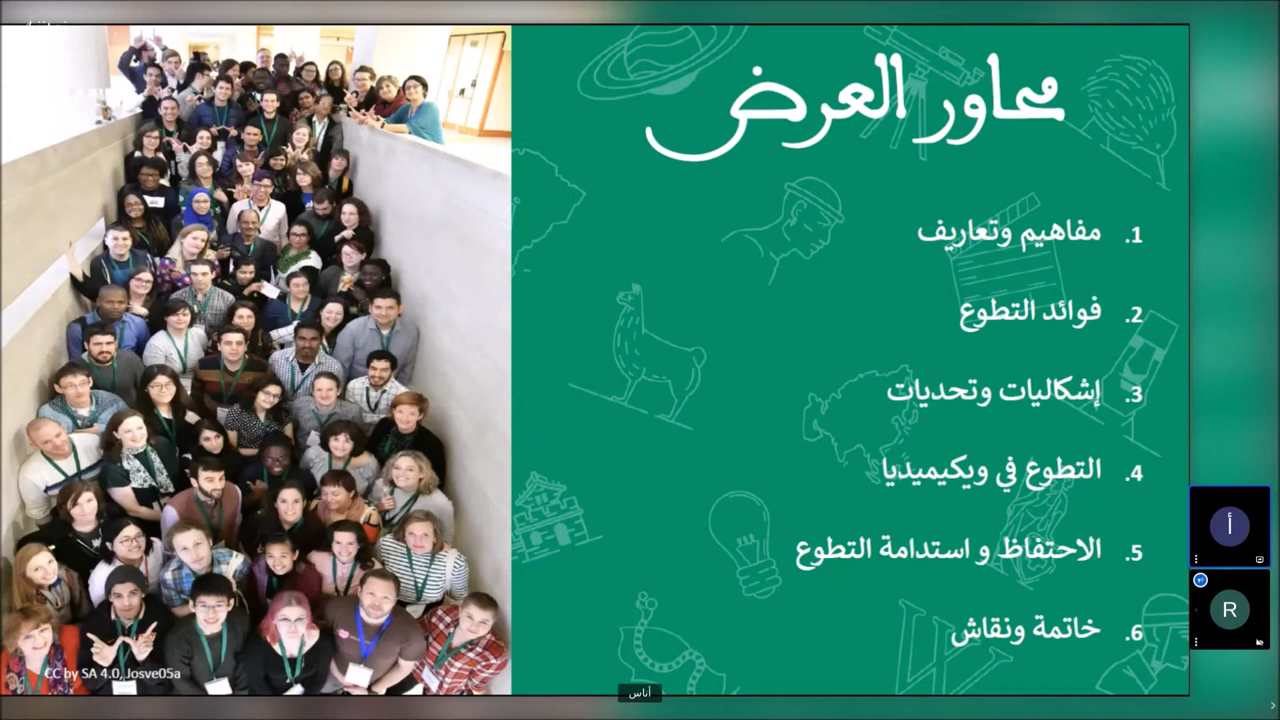 محاور العرض
1. مفاهيم وتعاريف
2. فوائد التطوع
3. إشكاليات وتحديات
4. التطوع في ويكيميديا
5. الاحتفاظ و استدامة التطوع
6. خاتمة ونقاش
CC by SA 4.0, Josve05a
أ
R
أناس